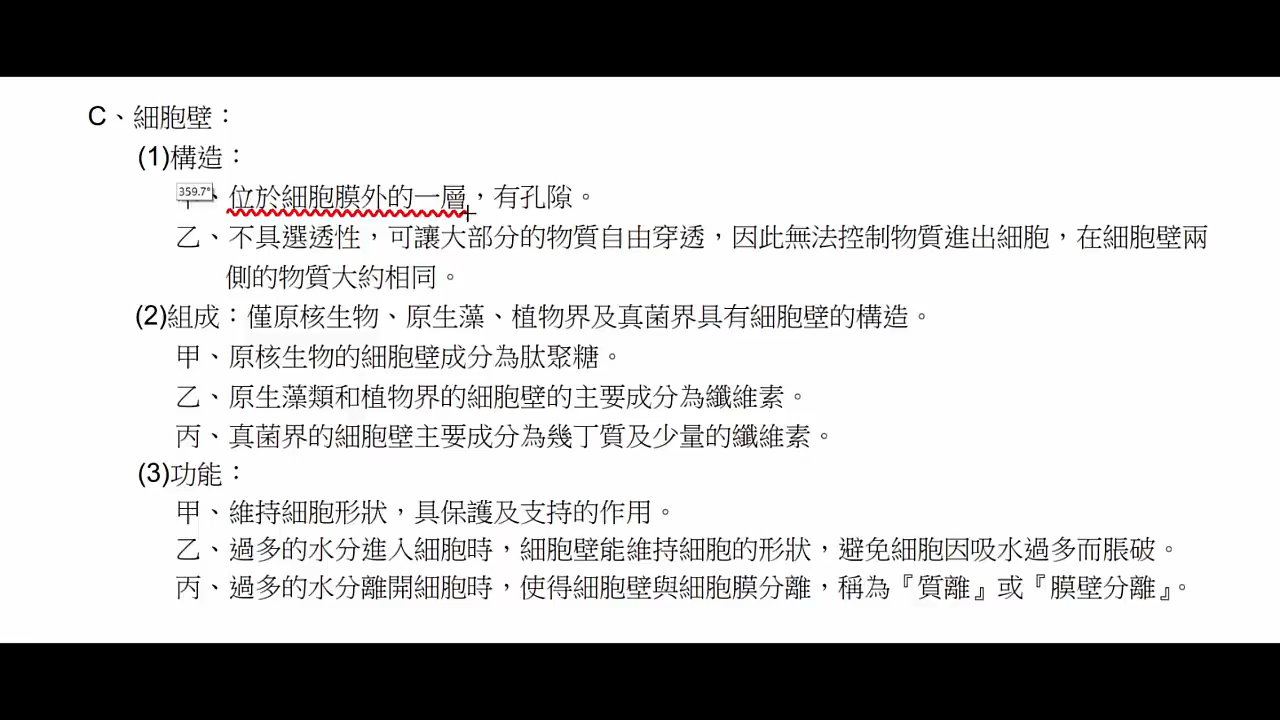 C、細胞壁：
(1)構造：
359.7°
、位於細胞膜外的一層，有孔隙。
乙、不具選透性，可讓大部分的物質自由穿透，因此無法控制物質進出細胞，在細胞壁兩
側的物質大約相同。
(2)組成：僅原核生物、原生藻、植物界及真菌界具有細胞壁的構造。
甲、原核生物的細胞壁成分為肽聚糖。
乙、原生藻類和植物界的細胞壁的主要成分為纖維素。
丙、真菌界的細胞壁主要成分為幾丁質及少量的纖維素。
(3)功能：
甲、維持細胞形狀，具保護及支持的作用。
乙、過多的水分進入細胞時，細胞壁能維持細胞的形狀，避免細胞因吸水過多而脹破。
丙、過多的水分離開細胞時，使得細胞壁與細胞膜分離，稱為『質離』或『膜壁分離』。